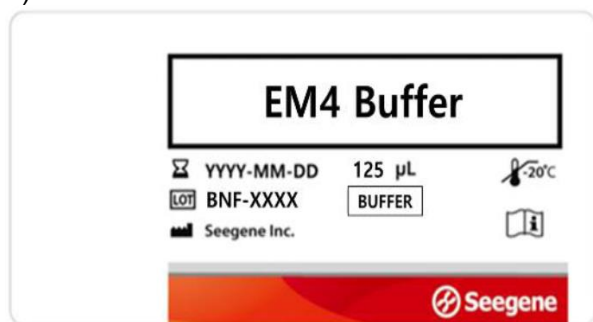 EM4 Buffer
YYYY-MM-DD 125 µL -20°C
LOT BNF-XXXX BUFFER
Seegene Inc. i
Seegene